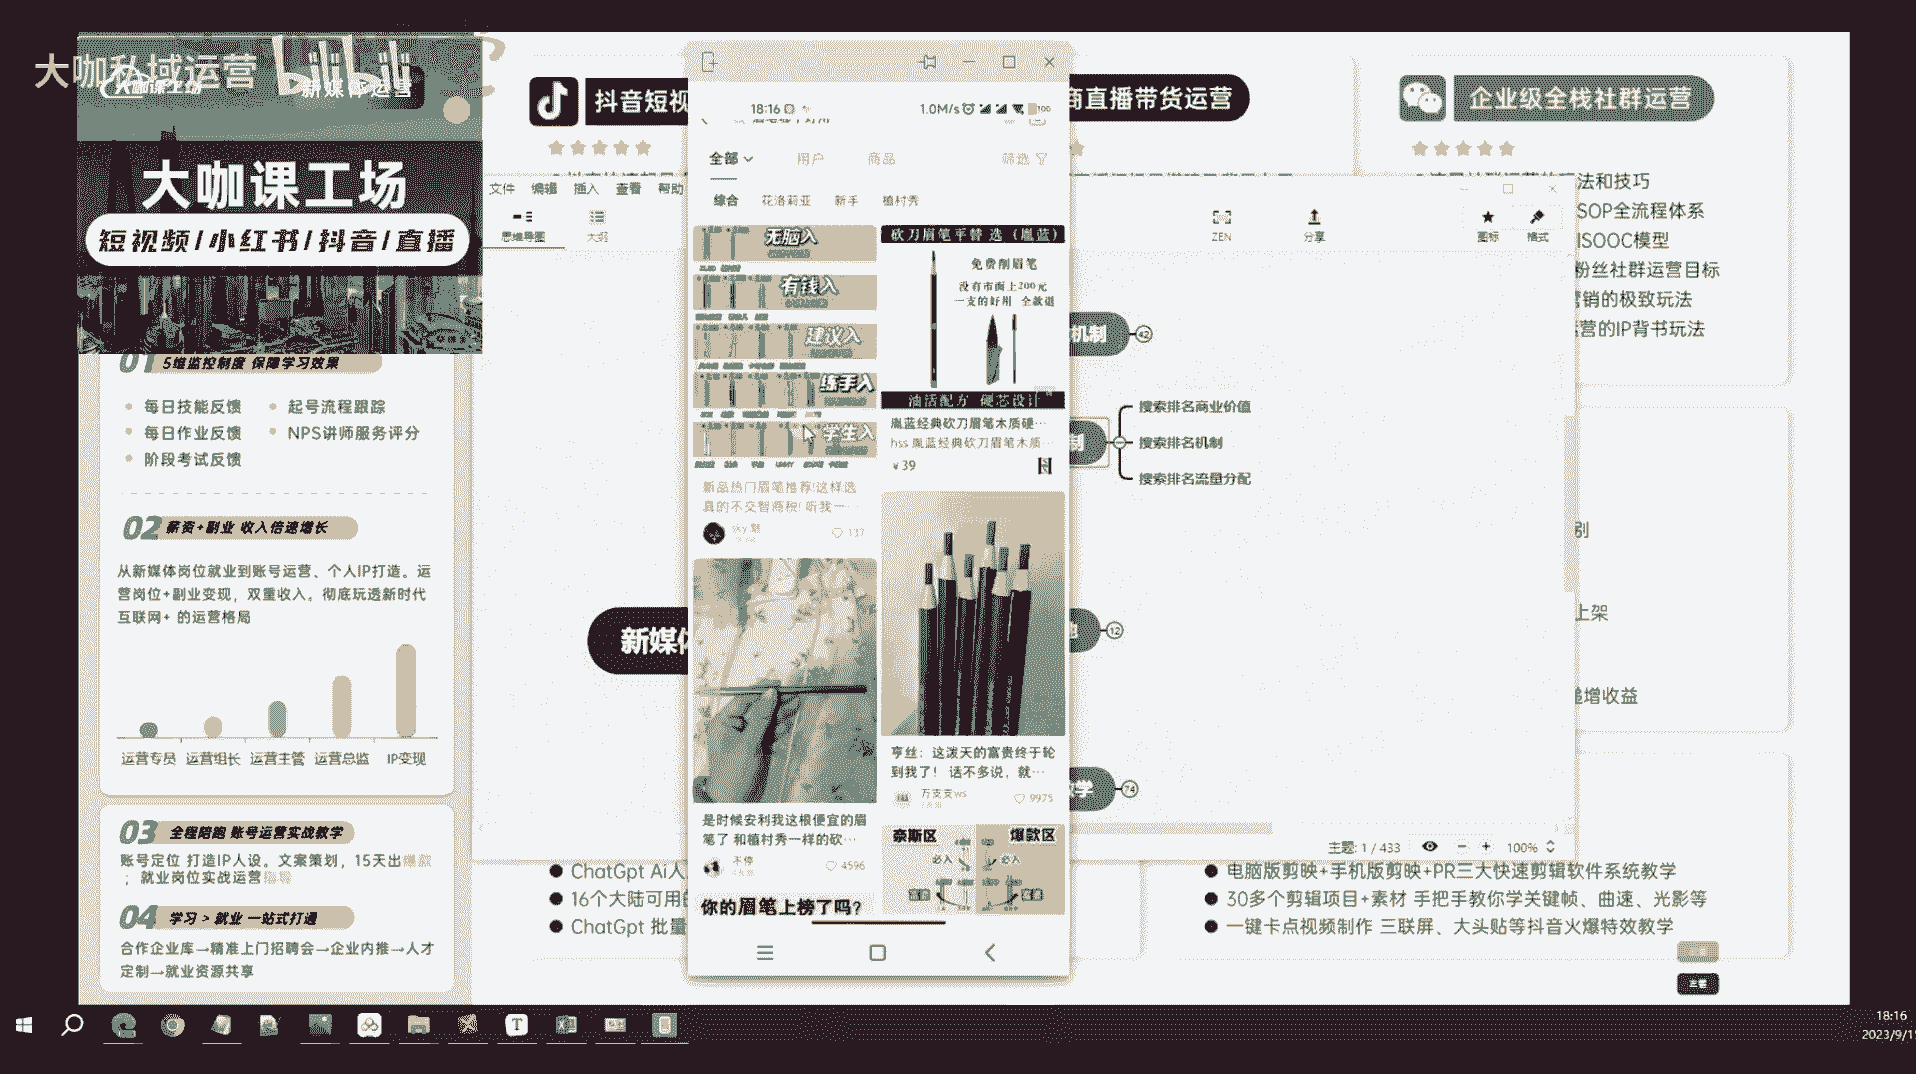 大咖私域运营
bilibili
大咖课工场
新媒体运营
大咖课工场
短视频/小红书/抖音/直播
01 5维监控制度 保障学习效果
每日技能反馈
起号流程跟踪
每日作业反馈
NPS讲师服务评分
阶段考试反馈
02 薪资+副业 收入倍速增长
从新媒体岗位就业到账号运营、个人IP打造。运
营岗位+副业变现，双重收入。彻底玩透新时代
互联网+ 的运营格局
运营专员 运营组长 运营主管 运营总监 IP变现
03 全程陪跑 账号运营实战教学
账号定位 打造IP人设。文案策划，15天出爆款
；就业岗位实战运营指导
04 学习 > 就业 一站式打通
合作企业库→精准上门招聘会→企业内推→人才
定制→就业资源共享
抖音短视
商直播带货运营
企业级全栈社群运营
文件 编辑 插入 查看 帮助
思维导图 大纲
ZEN 分享 图标 格式
18:16
1.0M/s
100
全部 用户 商品 筛选
综合 花洛莉亚 新手 植村秀
无脑入
有钱入
建议入
练手入
学生入
新品热门眉笔推荐!这样选
真的不交智商税! 听我一…
sky
137
砍刀眉笔平替 选（胤蓝）
免费削眉笔
没有市面上200元
一支的好用 全款退
油活配方 硬芯设计
胤蓝经典砍刀眉笔木质硬…
hss 胤蓝经典砍刀眉笔木质…
¥39
是时候安利我这根便宜的眉
笔了 和植村秀一样的砍…
不停
4596
亨丝：这泼天的富贵终于轮
到我了！ 话不多说，就…
万支支ws
9975
你的眉笔上榜了吗?
奈斯区
爆款区
必入
必入
新媒体
机制 42
制
搜索排名商业价值
搜索排名机制
搜索排名流量分配
12
学 74
主题: 1 / 433
100%
法和技巧
SOP全流程体系
ISOOC模型
粉丝社群运营目标
营销的极致玩法
运营的IP背书玩法
别
上架
递增收益
ChatGpt Ai人
16个大陆可用的
ChatGpt 批量
电脑版剪映+手机版剪映+PR三大快速剪辑软件系统教学
30多个剪辑项目+素材 手把手教你学关键帧、曲速、光影等
一键卡点视频制作 三联屏、大头贴等抖音火爆特效教学
18:16
2023/9/1